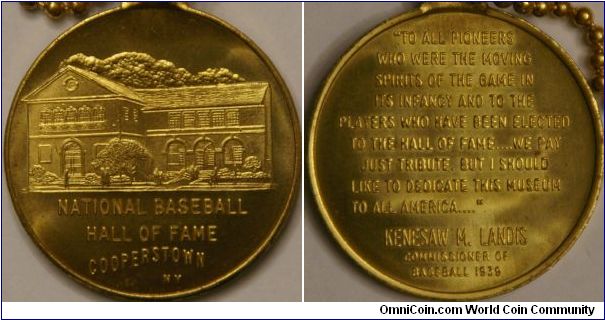 NATIONAL BASEBALL
HALL OF FAME
COOPERSTOWN
NY
"TO ALL PIONEERS
WHO WERE THE MOVING
SPIRITS OF THE GAME IN
ITS INFANCY AND TO THE
PLAYERS WHO HAVE BEEN ELECTED
TO THE HALL OF FAME....WE PAY
JUST TRIBUTE, BUT I SHOULD
LIKE TO DEDICATE THIS MUSEUM
TO ALL AMERICA...."
KENESAW M. LANDIS
COMMISSIONER OF
BASEBALL 1939
OmniCoin.com World Coin Community